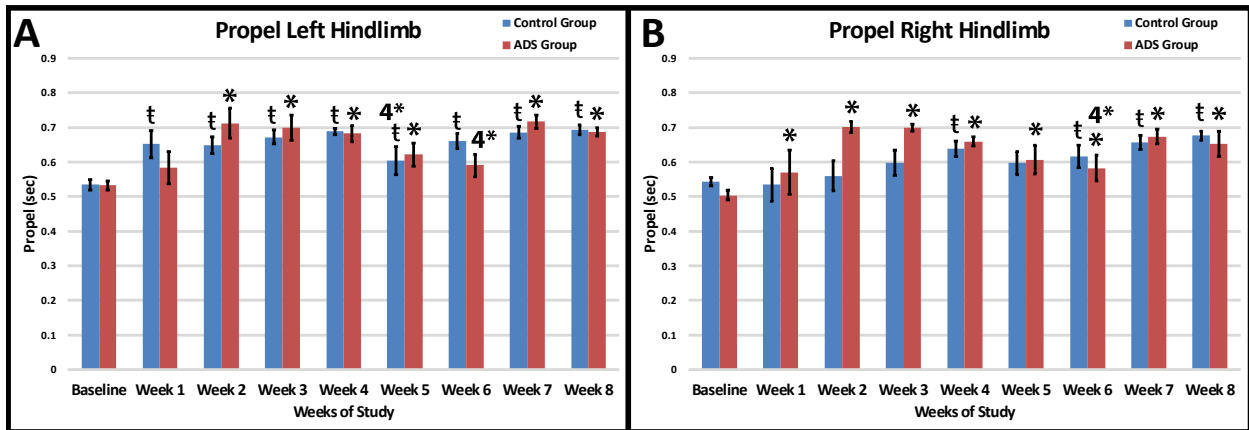 A
Propel Left Hindlimb
Control Group
ADS Group
0.9
0.8
0.7
0.6
0.5
0.4
0.3
0.2
0.1
0
Propel (sec)
ŧ
ŧ *
ŧ *
ŧ *
4*
ŧ *
ŧ 4*
ŧ *
ŧ *
Baseline Week 1 Week 2 Week 3 Week 4 Week 5 Week 6 Week 7 Week 8
Weeks of Study
B
Propel Right Hindlimb
Control Group
ADS Group
0.9
0.8
0.7
0.6
0.5
0.4
0.3
0.2
0.1
0
Propel (sec)
*
*
*
ŧ *
*
4*
ŧ *
ŧ *
ŧ *
Baseline Week 1 Week 2 Week 3 Week 4 Week 5 Week 6 Week 7 Week 8
Weeks of Study